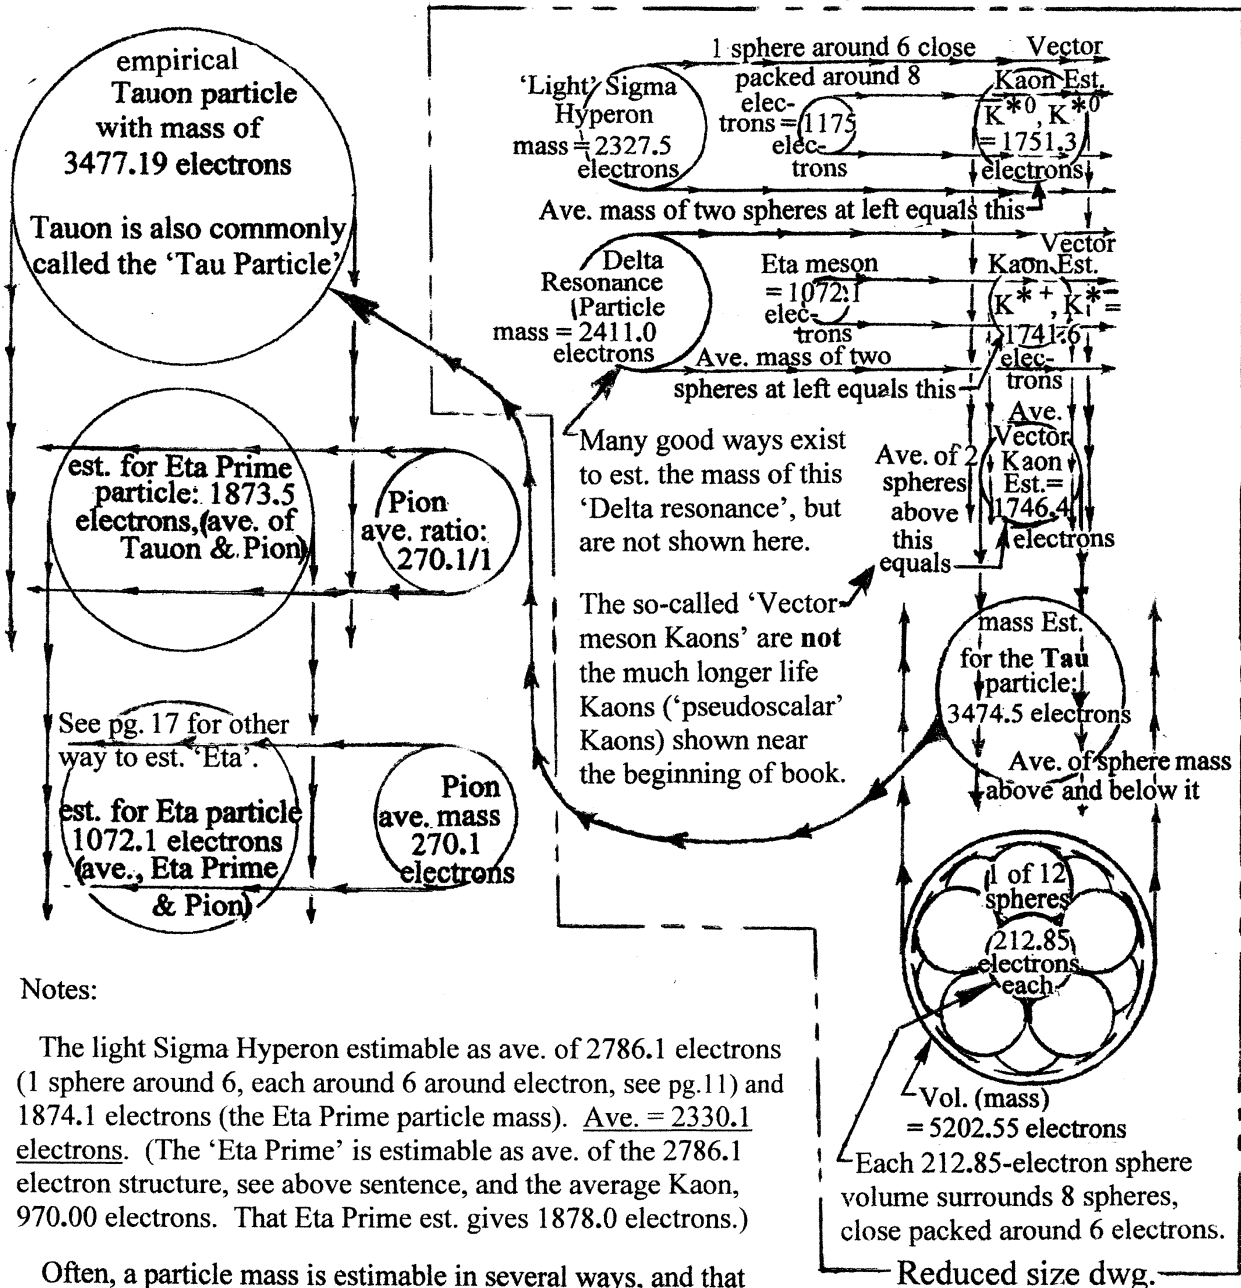 empirical
Tauon particle
with mass of
3477.19 electrons
Tauon is also commonly
called the ‘Tau Particle’
est. for Eta Prime
particle: 1873.5
electrons,(ave. of
Tauon & Pion)
Pion
ave. ratio:
270.1/1
See pg. 17 for other
way to est. ‘Eta’.
est. for Eta particle
1072.1 electrons
(ave., Eta Prime
& Pion)
Pion
ave. mass
270.1
electrons
‘Light’ Sigma
Hyperon
mass = 2327.5
electrons
1 sphere around 6 close
packed around 8
elec-
trons = 1175
elec-
trons
Vector
Kaon Est.
K*0, K*0
= 1751.3
electrons
Ave. mass of two spheres at left equals this
Delta
Resonance
(Particle
mass = 2411.0
electrons
Eta meson
= 1072.1
elec-
trons
Vector
Kaon Est.
K*+, K*- =
1741.6
elec-
trons
Ave. mass of two
spheres at left equals this
Many good ways exist
to est. the mass of this
‘Delta resonance’, but
are not shown here.
Ave. of 2
spheres
above
this
equals
Ave.
Vector
Kaon
Est.=
1746.4
electrons
The so-called ‘Vector-
meson Kaons’ are not
the much longer life
Kaons (‘pseudoscalar’
Kaons) shown near
the beginning of book.
mass Est.
for the Tau
particle:
3474.5 electrons
Ave. of sphere mass
above and below it
1 of 12
spheres
212.85
electrons
each
Vol. (mass)
= 5202.55 electrons
Each 212.85-electron sphere
volume surrounds 8 spheres,
close packed around 6 electrons.
Reduced size dwg.
Notes:
The light Sigma Hyperon estimable as ave. of 2786.1 electrons
(1 sphere around 6, each around 6 around electron, see pg.11) and
1874.1 electrons (the Eta Prime particle mass). Ave. = 2330.1
electrons. (The ‘Eta Prime’ is estimable as ave. of the 2786.1
electron structure, see above sentence, and the average Kaon,
970.00 electrons. That Eta Prime est. gives 1878.0 electrons.)
Often, a particle mass is estimable in several ways, and that